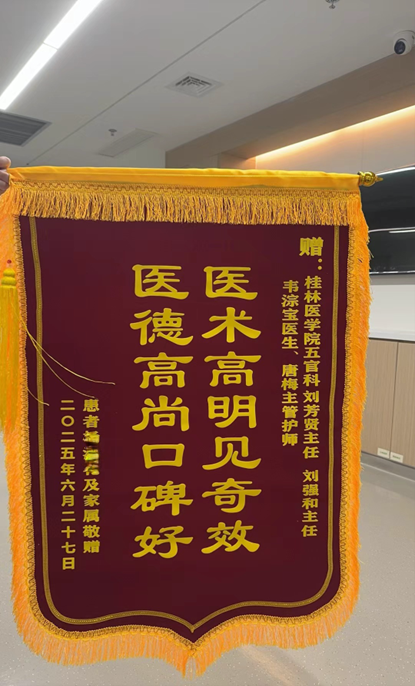 赠：
桂林医学院五官科刘芳贤主任 刘强和主任
韦淙宝医生、唐梅主管护师
医术高明见奇效
医德高尚口碑好
患者及家属敬赠
二〇二五年六月二十七日